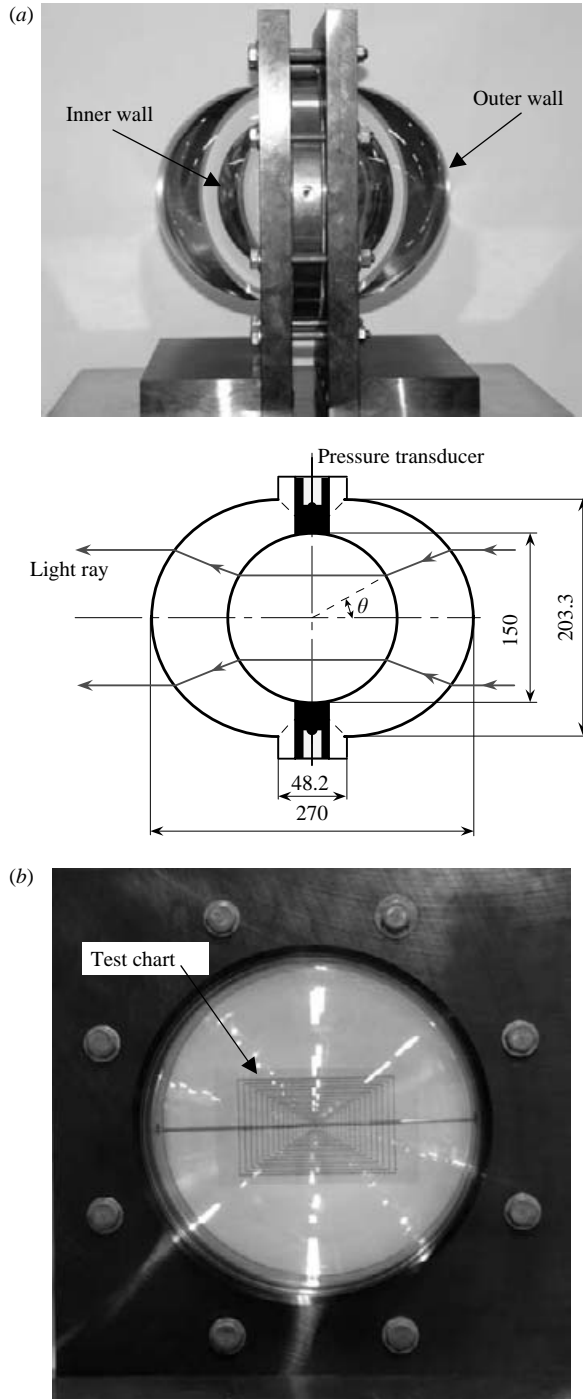 (a)
Inner wall
Outer wall
Pressure transducer
Light ray
θ
150
203.3
48.2
270
(b)
Test chart